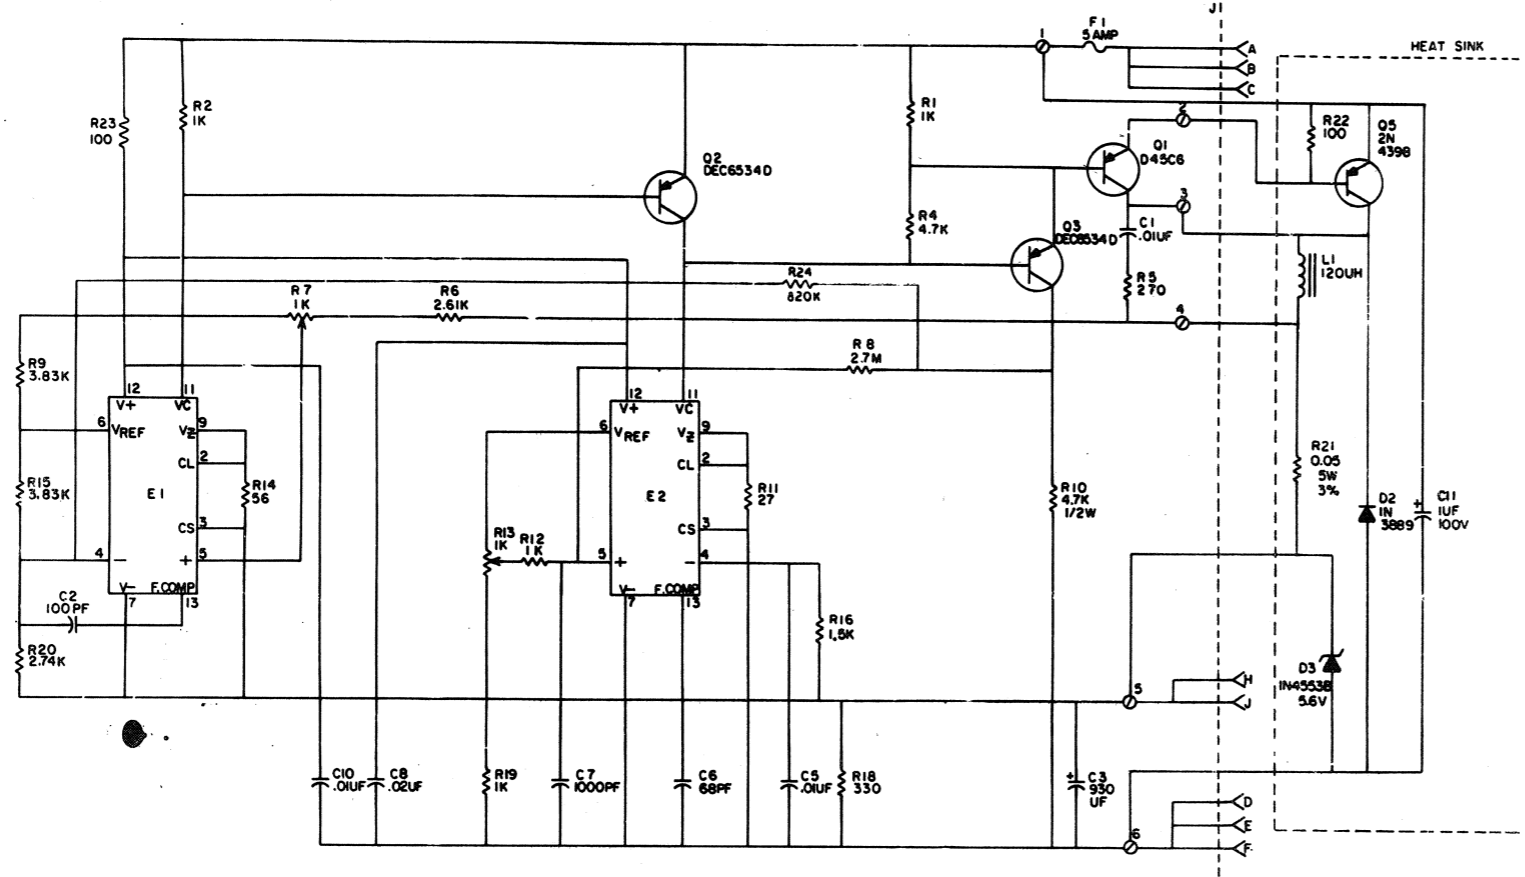 J1
F1
5 AMP
1
A
B
C
HEAT SINK
R23
100
R2
1K
Q2
DEC6534D
R1
1K
2
Q1
D45C6
R22
100
Q5
2N
4398
3
R4
4.7K
C1
.01UF
Q3
DEC6534D
R5
270
L1
120UH
4
R24
820K
R7
1K
R6
2.61K
R8
2.7M
R9
3.83K
12
11
V+
VC
6
VREF
VZ
9
CL
2
R14
56
E1
R15
3.83K
CS
3
4
–
+
5
V–
F.COMP
7
13
C2
100PF
R20
2.74K
12
11
V+
VC
6
VREF
VZ
9
CL
2
R11
27
E2
CS
3
R13
1K
R12
1K
5
+
–
4
V–
F.COMP
7
13
R16
1.5K
R10
4.7K
1/2W
R21
0.05
5W
3%
D2
1N
3889
+
C11
1UF
100V
D3
1N4553B
5.6V
5
H
J
C10
.01UF
C8
.02UF
R19
1K
C7
1000PF
C6
68PF
C5
.01UF
R18
330
+
C3
930
UF
6
D
E
F